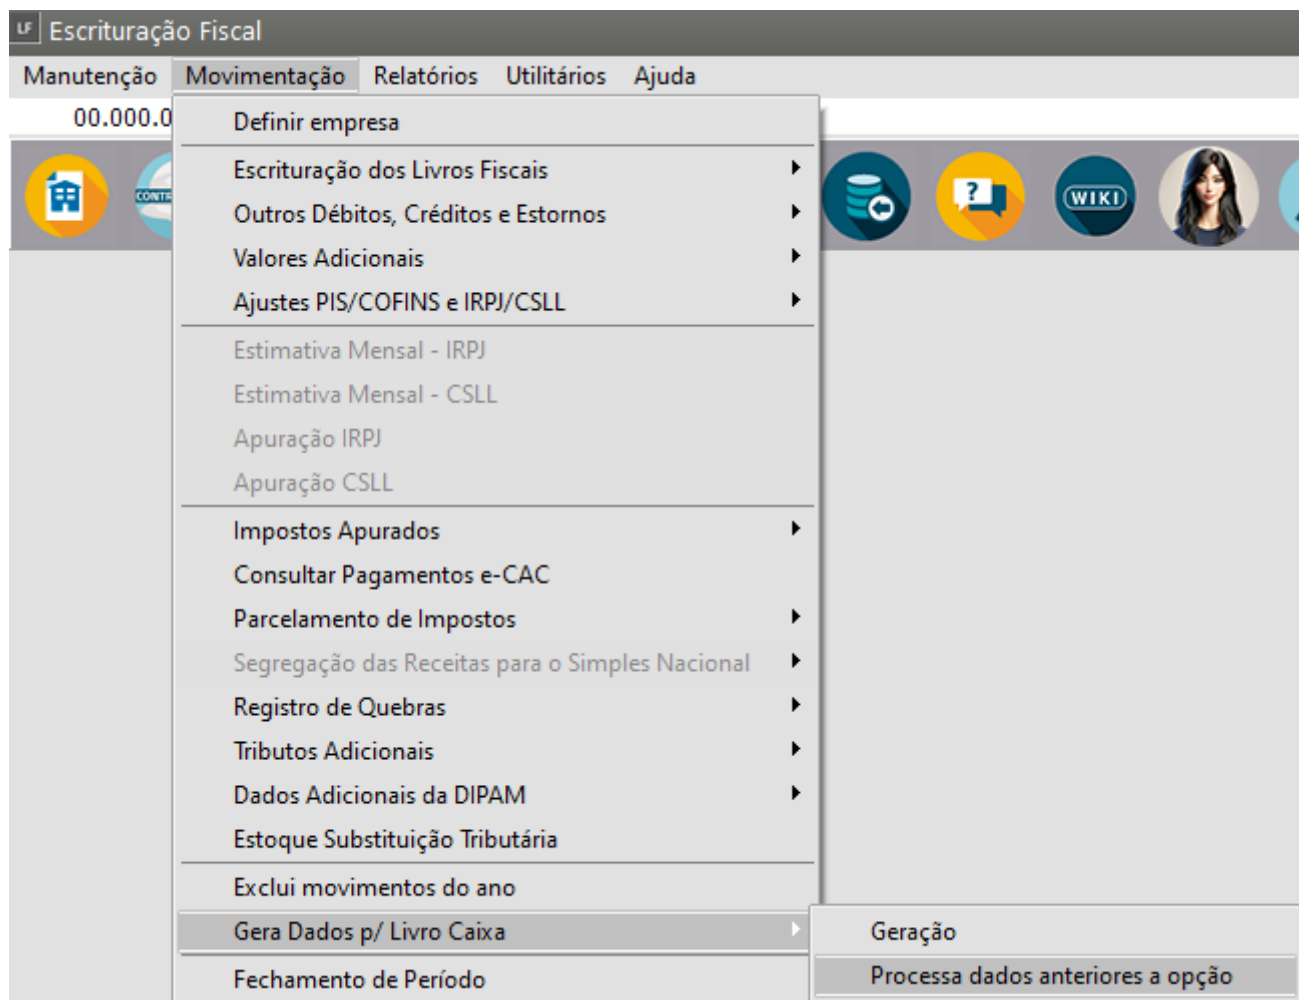 LF Escrituração Fiscal
Manutenção Movimentação Relatórios Utilitários Ajuda
00.000.0
Definir empresa
Escrituração dos Livros Fiscais
Outros Débitos, Créditos e Estornos
Valores Adicionais
Ajustes PIS/COFINS e IRPJ/CSLL
CONTR
? WIKI
Estimativa Mensal - IRPJ
Estimativa Mensal - CSLL
Apuração IRPJ
Apuração CSLL
Impostos Apurados
Consultar Pagamentos e-CAC
Parcelamento de Impostos
Segregação das Receitas para o Simples Nacional
Registro de Quebras
Tributos Adicionais
Dados Adicionais da DIPAM
Estoque Substituição Tributária
Exclui movimentos do ano
Gera Dados p/ Livro Caixa
Geração
Processa dados anteriores a opção
Fechamento de Período